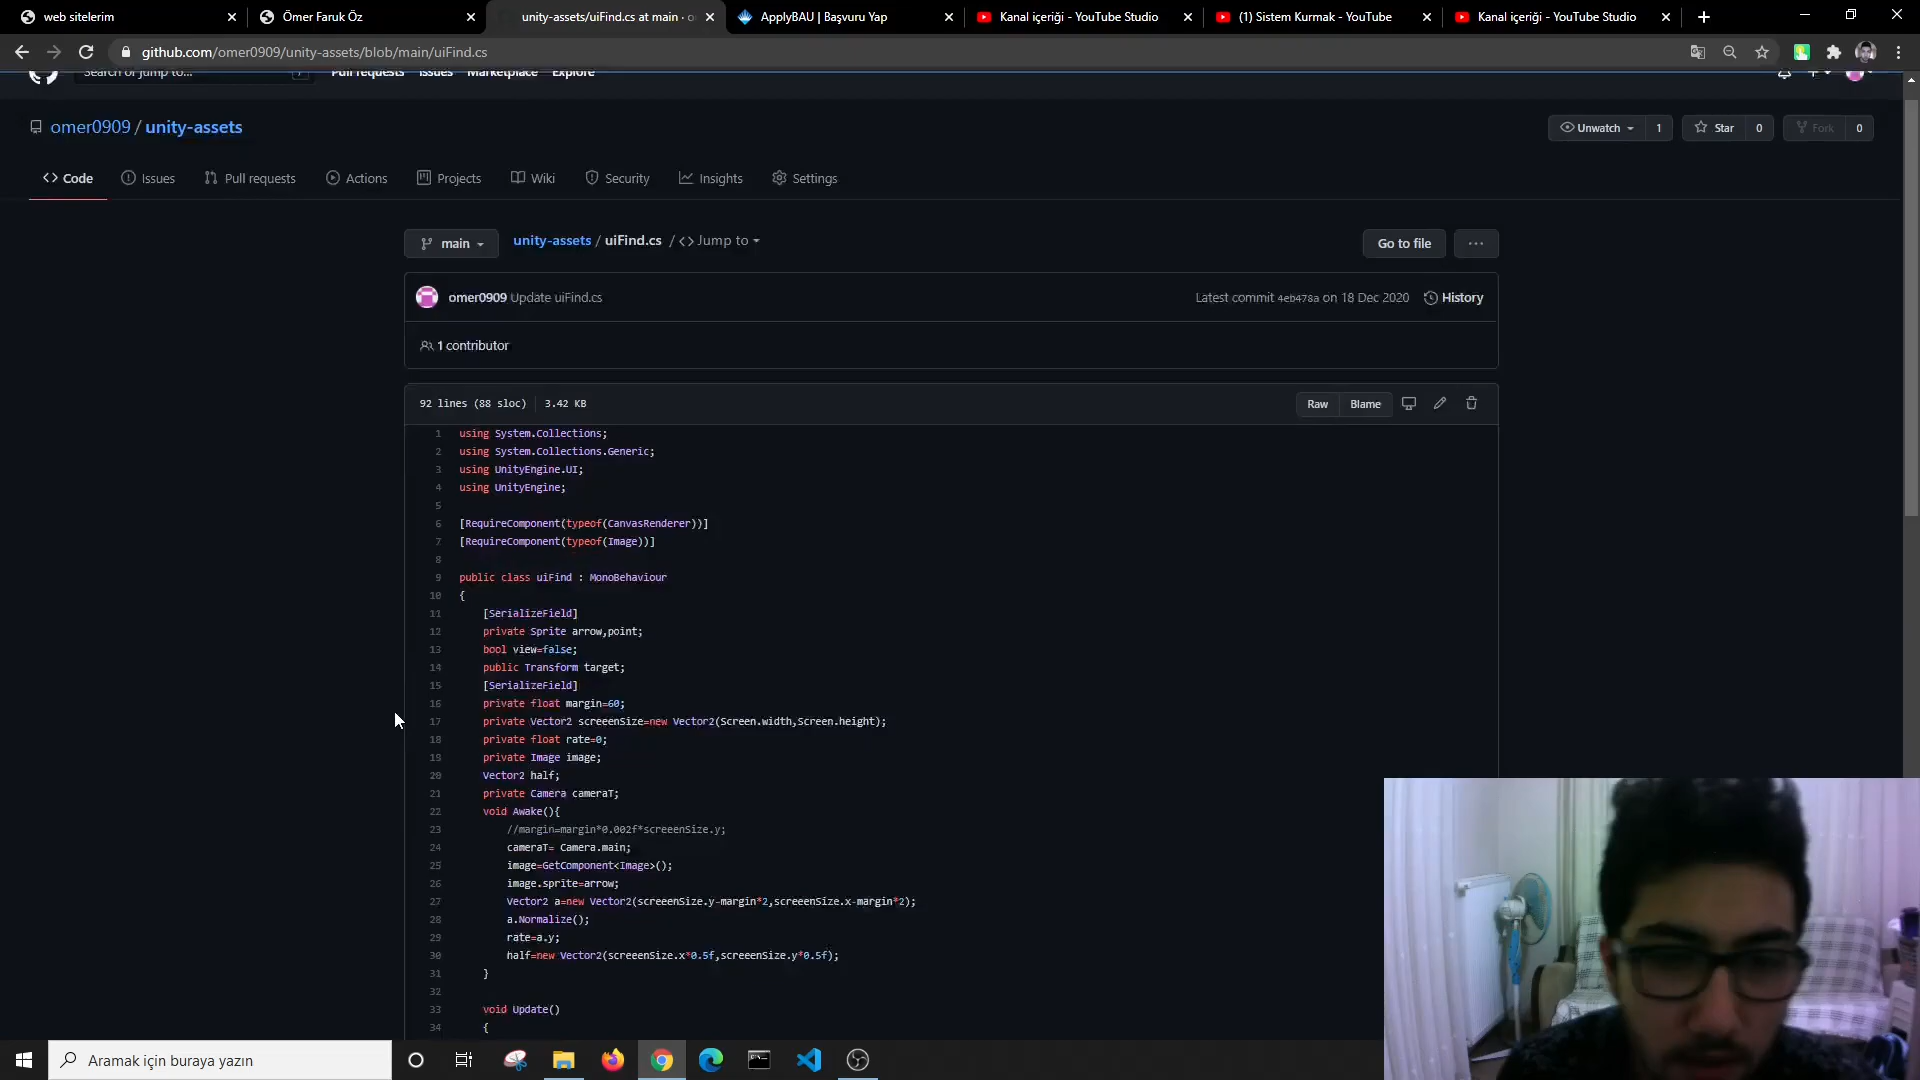 web sitelerim
Ömer Faruk Öz
unity-assets/uiFind.cs at main · o
ApplyBAU | Başvuru Yap
Kanal içeriği - YouTube Studio
(1) Sistem Kurmak - YouTube
Kanal içeriği - YouTube Studio
github.com/omer0909/unity-assets/blob/main/uiFind.cs
Search or jump to...
/
Pull requests Issues Marketplace Explore
omer0909 / unity-assets
Unwatch 1
Star 0
Fork 0
Code
Issues
Pull requests
Actions
Projects
Wiki
Security
Insights
Settings
main
unity-assets / uiFind.cs / <> Jump to
Go to file
...
omer0909 Update uiFind.cs
Latest commit 4eb478a on 18 Dec 2020
History
1 contributor
92 lines (88 sloc) 3.42 KB
Raw
Blame
1 using System.Collections;
2 using System.Collections.Generic;
3 using UnityEngine.UI;
4 using UnityEngine;
5
6 [RequireComponent(typeof(CanvasRenderer))]
7 [RequireComponent(typeof(Image))]
8
9 public class uiFind : MonoBehaviour
10 {
11 [SerializeField]
12 private Sprite arrow,point;
13 bool view=false;
14 public Transform target;
15 [SerializeField]
16 private float margin=60;
17 private Vector2 screeenSize=new Vector2(Screen.width,Screen.height);
18 private float rate=0;
19 private Image image;
20 Vector2 half;
21 private Camera cameraT;
22 void Awake(){
23 //margin=margin*0.002f*screeenSize.y;
24 cameraT= Camera.main;
25 image=GetComponent<Image>();
26 image.sprite=arrow;
27 Vector2 a=new Vector2(screeenSize.y-margin*2,screeenSize.x-margin*2);
28 a.Normalize();
29 rate=a.y;
30 half=new Vector2(screeenSize.x*0.5f,screeenSize.y*0.5f);
31 }
32
33 void Update()
34 {
Aramak için buraya yazın